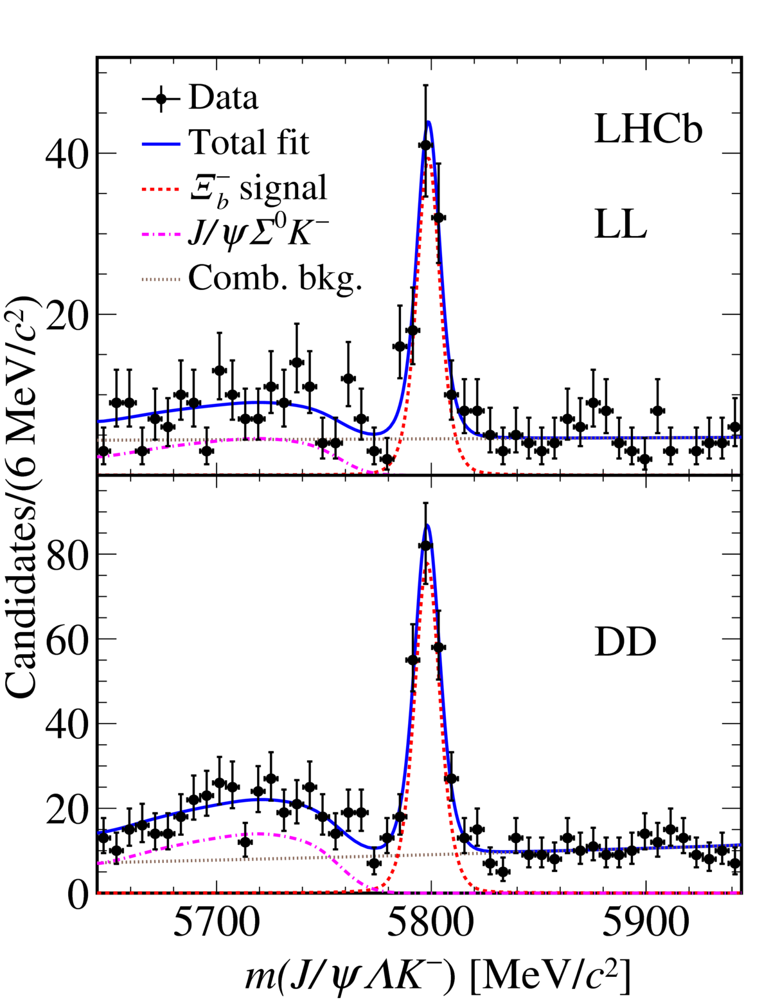 Data
Total fit
Ξb− signal
J/ψΣ0K−
Comb. bkg.
LHCb
LL
40
20
Candidates/(6 MeV/c2)
DD
80
60
40
20
0
5700 5800 5900
m(J/ψΛK−) [MeV/c2]